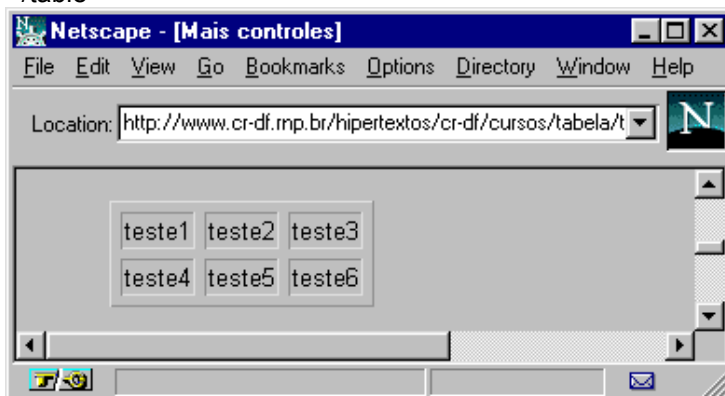 /table
Netscape - [Mais controles]
File Edit View Go Bookmarks Options Directory Window Help
Location: http://www.cr-df.rnp.br/hipertextos/cr-df/cursos/tabela/t
N
teste1 teste2 teste3
teste4 teste5 teste6